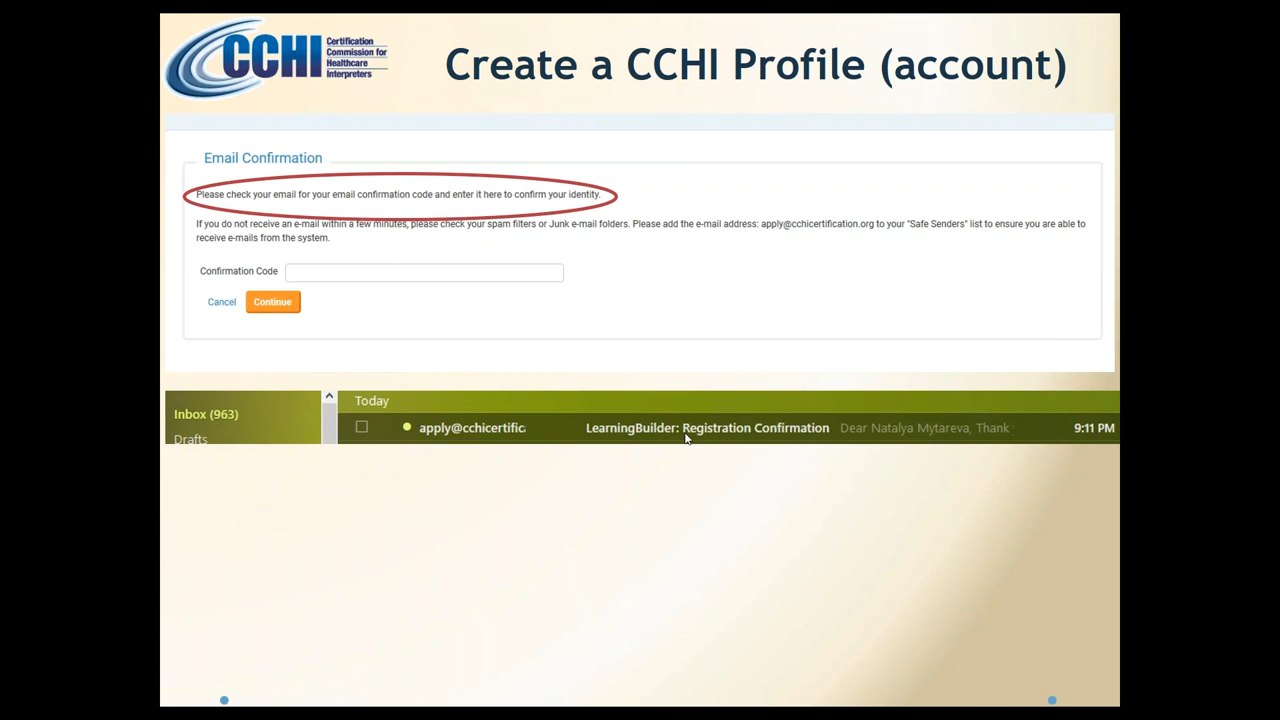 CCHI
Certification
Commission for
Healthcare
Interpreters
Create a CCHI Profile (account)
Email Confirmation
Please check your email for your email confirmation code and enter it here to confirm your identity.
If you do not receive an e-mail within a few minutes, please check your spam filters or Junk e-mail folders. Please add the e-mail address: apply@cchicertification.org to your "Safe Senders" list to ensure you are able to
receive e-mails from the system.
Confirmation Code
Cancel Continue
Today
Inbox (963)
apply@cchicertific LearningBuilder: Registration Confirmation Dear Natalya Mytareva, Thank 9:11 PM
Drafts